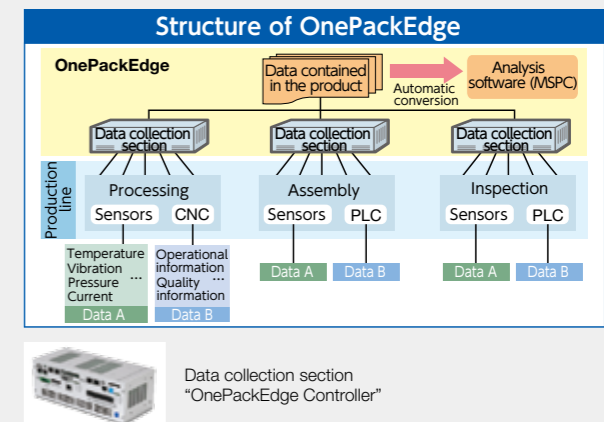 Structure of OnePackEdge
OnePackEdge
Data contained
in the product
Automatic
conversion
Analysis
software (MSPC)
Data collection
section
Data collection
section
Data collection
section
Production
line
Processing
Sensors
CNC
Assembly
Sensors
PLC
Inspection
Sensors
PLC
Temperature
Vibration
Pressure ...
Current
Data A
Operational
information
Quality ...
information
Data B
Data A
Data B
Data A
Data B
Data collection section
“OnePackEdge Controller”